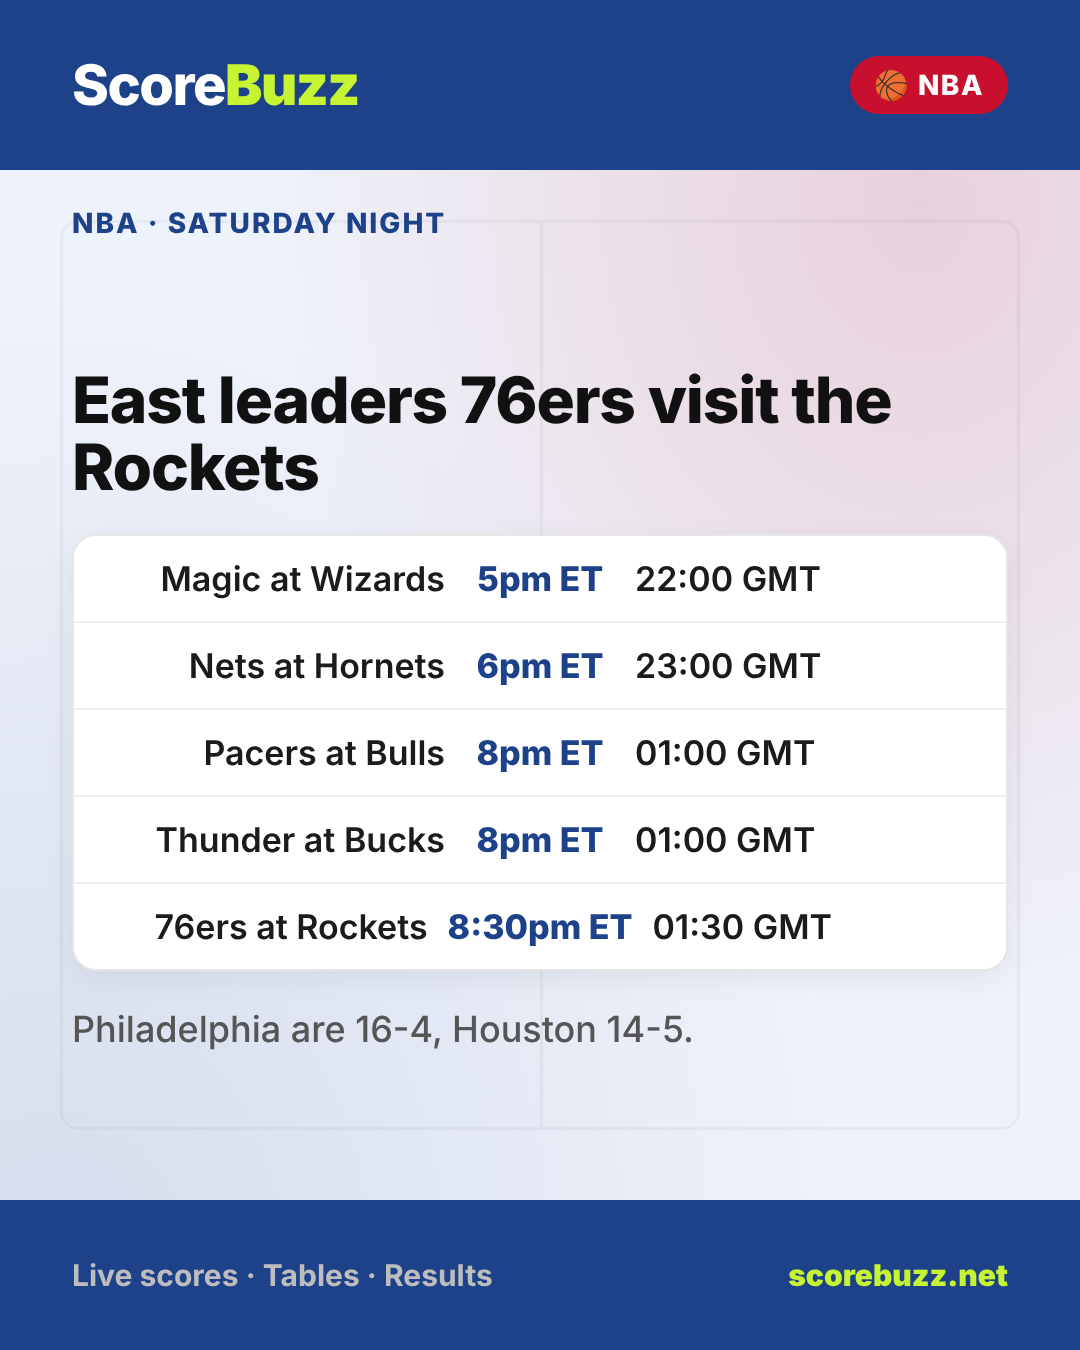 ScoreBuzz
🏀 NBA
NBA · SATURDAY NIGHT
East leaders 76ers visit the
Rockets
Magic at Wizards 5pm ET 22:00 GMT
Nets at Hornets 6pm ET 23:00 GMT
Pacers at Bulls 8pm ET 01:00 GMT
Thunder at Bucks 8pm ET 01:00 GMT
76ers at Rockets 8:30pm ET 01:30 GMT
Philadelphia are 16-4, Houston 14-5.
Live scores · Tables · Results
scorebuzz.net